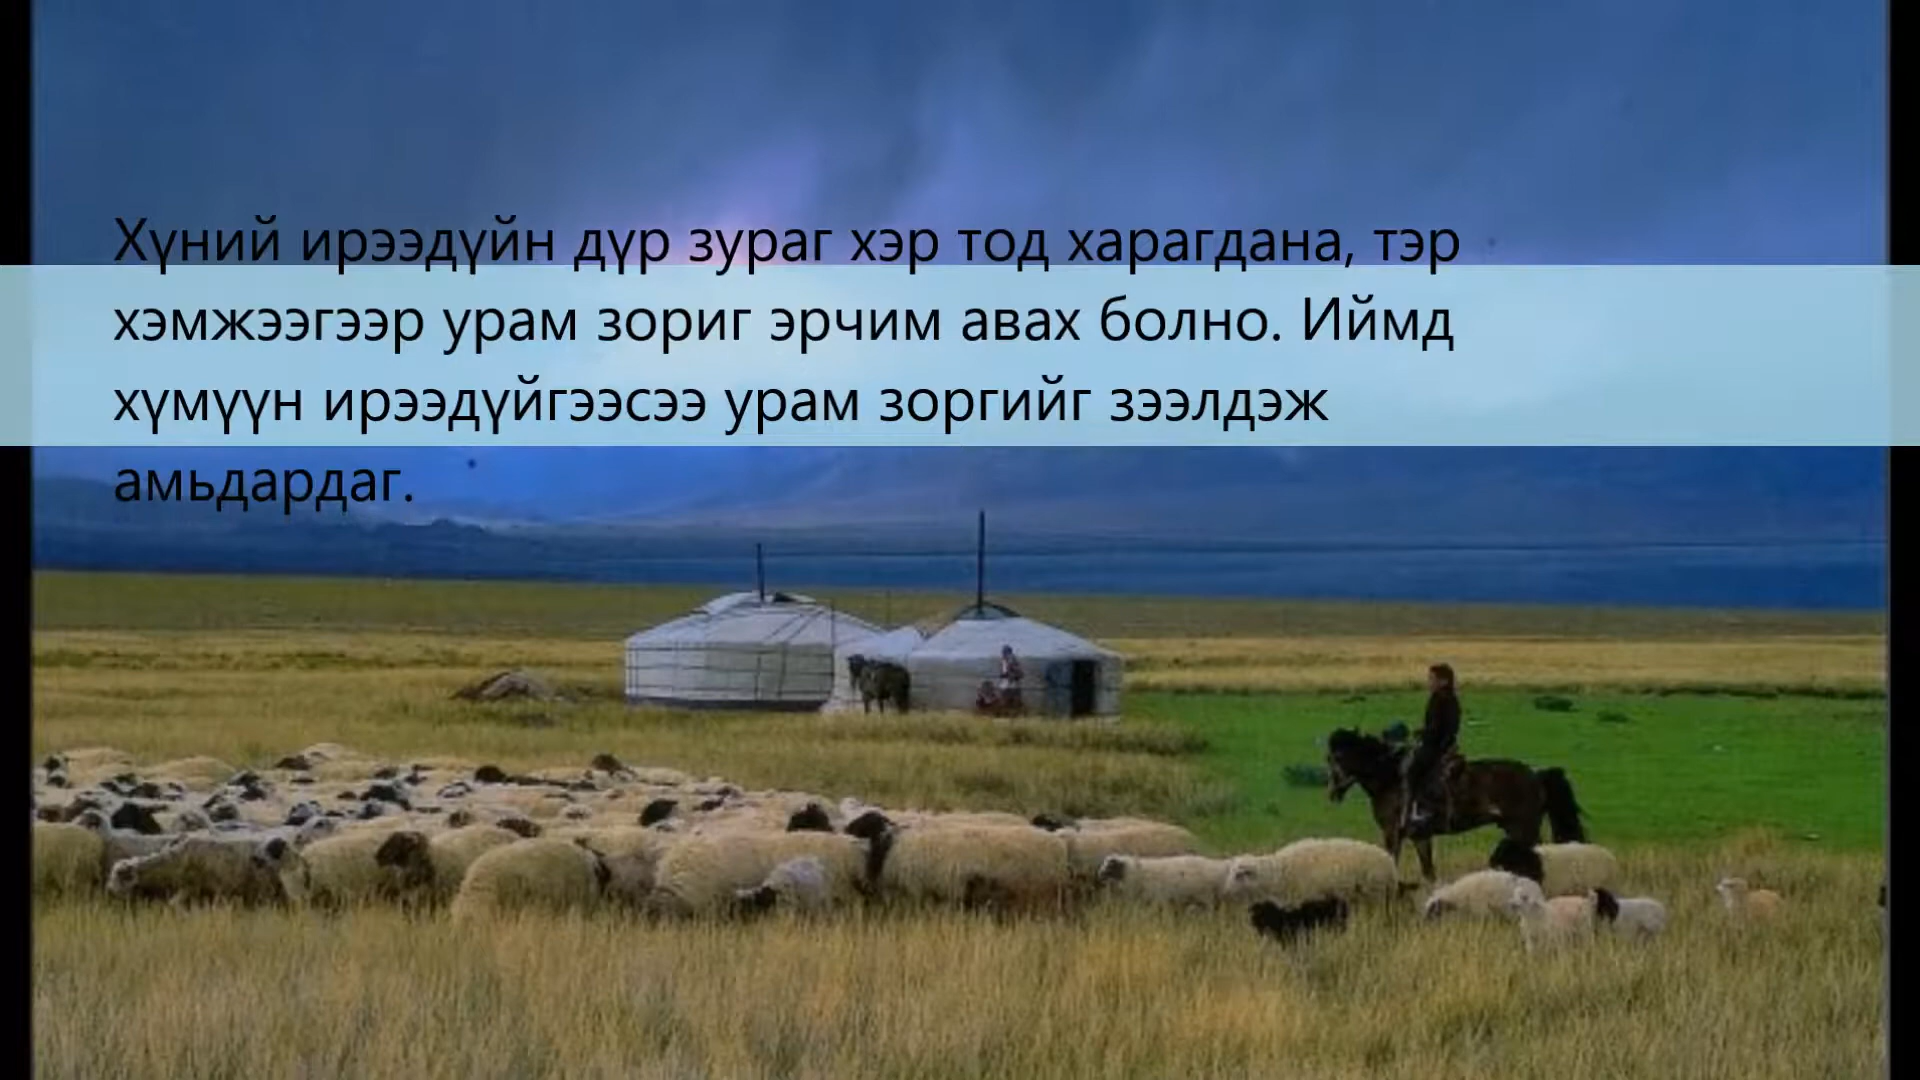 Хүний ирээдүйн дүр зураг хэр тод харагдана, тэр
хэмжээгээр урам зориг эрчим авах болно. Иймд
хүмүүн ирээдүйгээсээ урам зоргийг зээлдэж
амьдардаг.